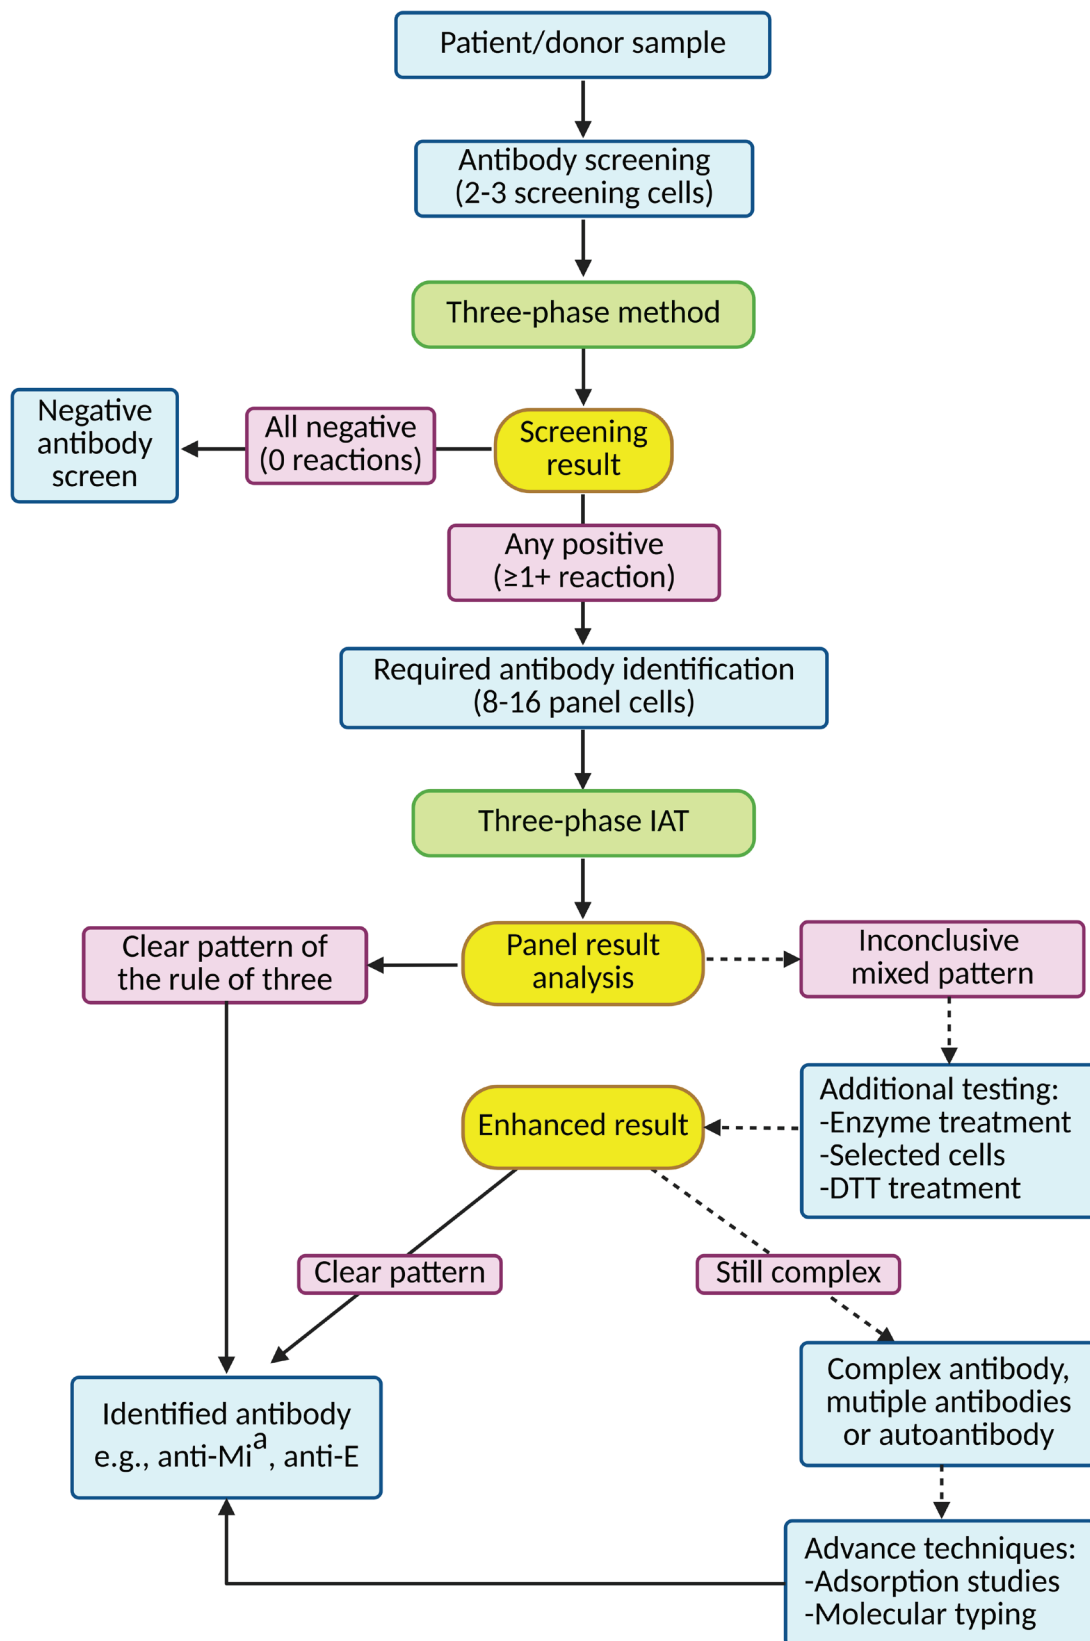 Patient/donor sample
Antibody screening
(2-3 screening cells)
Three-phase method
Screening
result
All negative
(0 reactions)
Negative
antibody
screen
Any positive
(≥1+ reaction)
Required antibody identification
(8-16 panel cells)
Three-phase IAT
Panel result
analysis
Clear pattern of
the rule of three
Inconclusive
mixed pattern
Additional testing:
-Enzyme treatment
-Selected cells
-DTT treatment
Enhanced result
Clear pattern
Still complex
Identified antibody
e.g., anti-Miᵃ, anti-E
Complex antibody,
mutiple antibodies
or autoantibody
Advance techniques:
-Adsorption studies
-Molecular typing